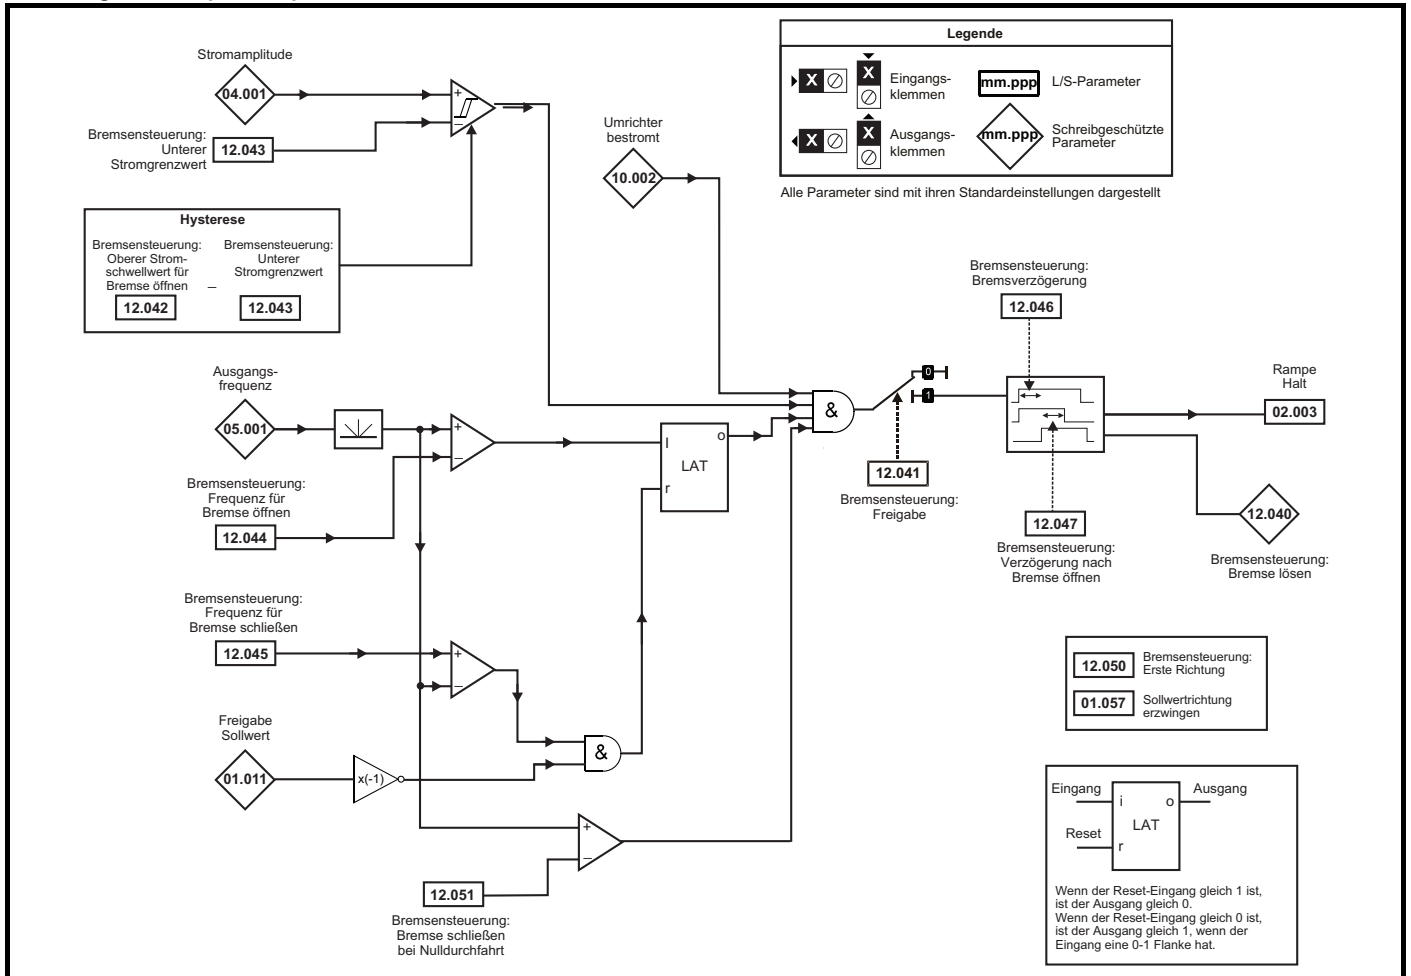 Stromamplitude
04.001
Bremsensteuerung:
Unterer
Stromgrenzwert
12.043
+
−
Hysterese
Bremsensteuerung:
Oberer Strom-
schwellwert für
Bremse öffnen
12.042
−
Bremsensteuerung:
Unterer
Stromgrenzwert
12.043
Umrichter
bestromt
10.002
Legende
X
X
Eingangs-
klemmen
mm.ppp
L/S-Parameter
X
X
Ausgangs-
klemmen
mm.ppp
Schreibgeschützte
Parameter
Alle Parameter sind mit ihren Standardeinstellungen dargestellt
Ausgangs-
frequenz
05.001
+
−
Bremsensteuerung:
Frequenz für
Bremse öffnen
12.044
I
o
LAT
r
&
0
1
12.041
Bremsensteuerung:
Freigabe
Bremsensteuerung:
Bremsverzögerung
12.046
12.047
Bremsensteuerung:
Verzögerung nach
Bremse öffnen
Rampe
Halt
02.003
12.040
Bremsensteuerung:
Bremse lösen
Bremsensteuerung:
Frequenz für
Bremse schließen
12.045
+
−
Freigabe
Sollwert
01.011
x(-1)
&
+
−
12.051
Bremsensteuerung:
Bremse schließen
bei Nulldurchfahrt
12.050
Bremsensteuerung:
Erste Richtung
01.057
Sollwertrichtung
erzwingen
Eingang
i
o
Ausgang
LAT
Reset
r
Wenn der Reset-Eingang gleich 1 ist,
ist der Ausgang gleich 0.
Wenn der Reset-Eingang gleich 0 ist,
ist der Ausgang gleich 1, wenn der
Eingang eine 0-1 Flanke hat.